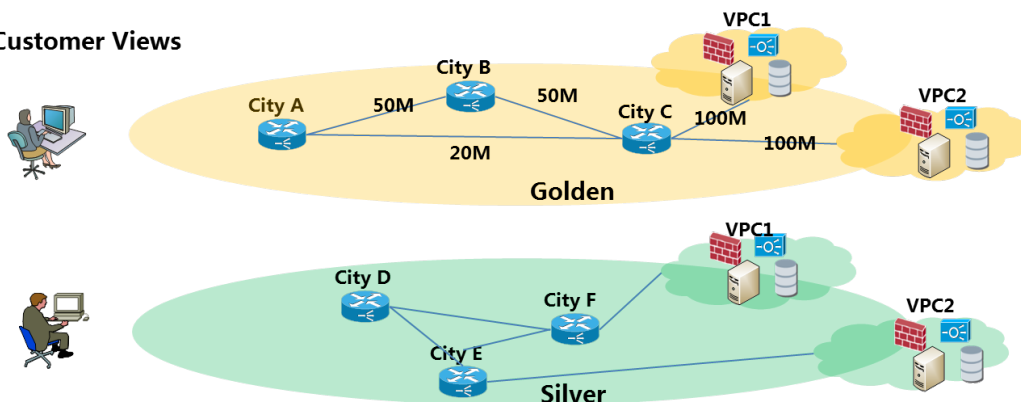 Customer Views
VPC1
City B
City A
50M
50M
City C
100M
VPC2
20M
100M
Golden
VPC1
City D
City F
VPC2
City E
Silver